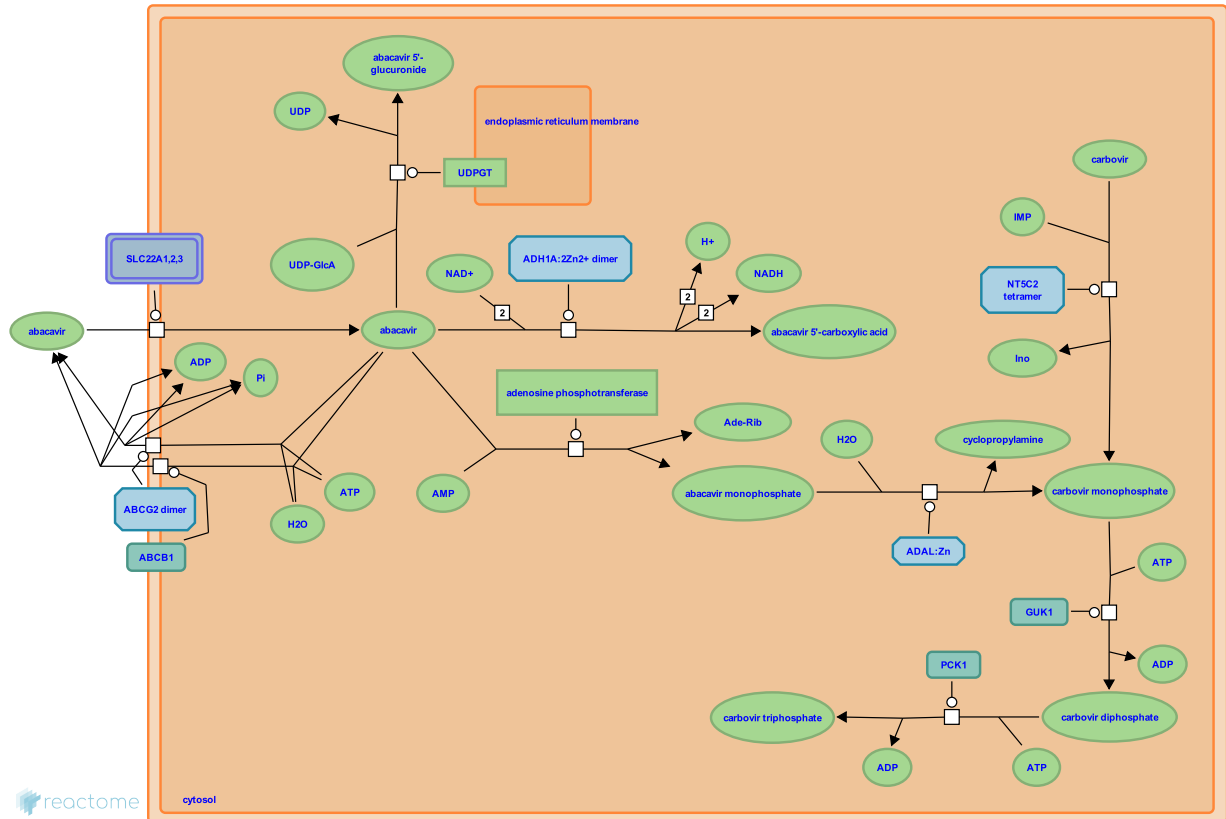 abacavir 5'-
glucuronide
UDP
endoplasmic reticulum membrane
carbovir
UDPGT
IMP
SLC22A1,2,3
UDP-GlcA
NAD+
ADH1A:2Zn2+ dimer
H+
NADH
NT5C2
tetramer
2
2
2
abacavir
abacavir
abacavir 5'-carboxylic acid
ADP
Pi
Ino
adenosine phosphotransferase
Ade-Rib
H2O
cyclopropylamine
AMP
abacavir monophosphate
carbovir monophosphate
ATP
ABCG2 dimer
H2O
ABCB1
ADAL:Zn
ATP
GUK1
PCK1
ADP
carbovir triphosphate
carbovir diphosphate
ADP
ATP
reactome
cytosol